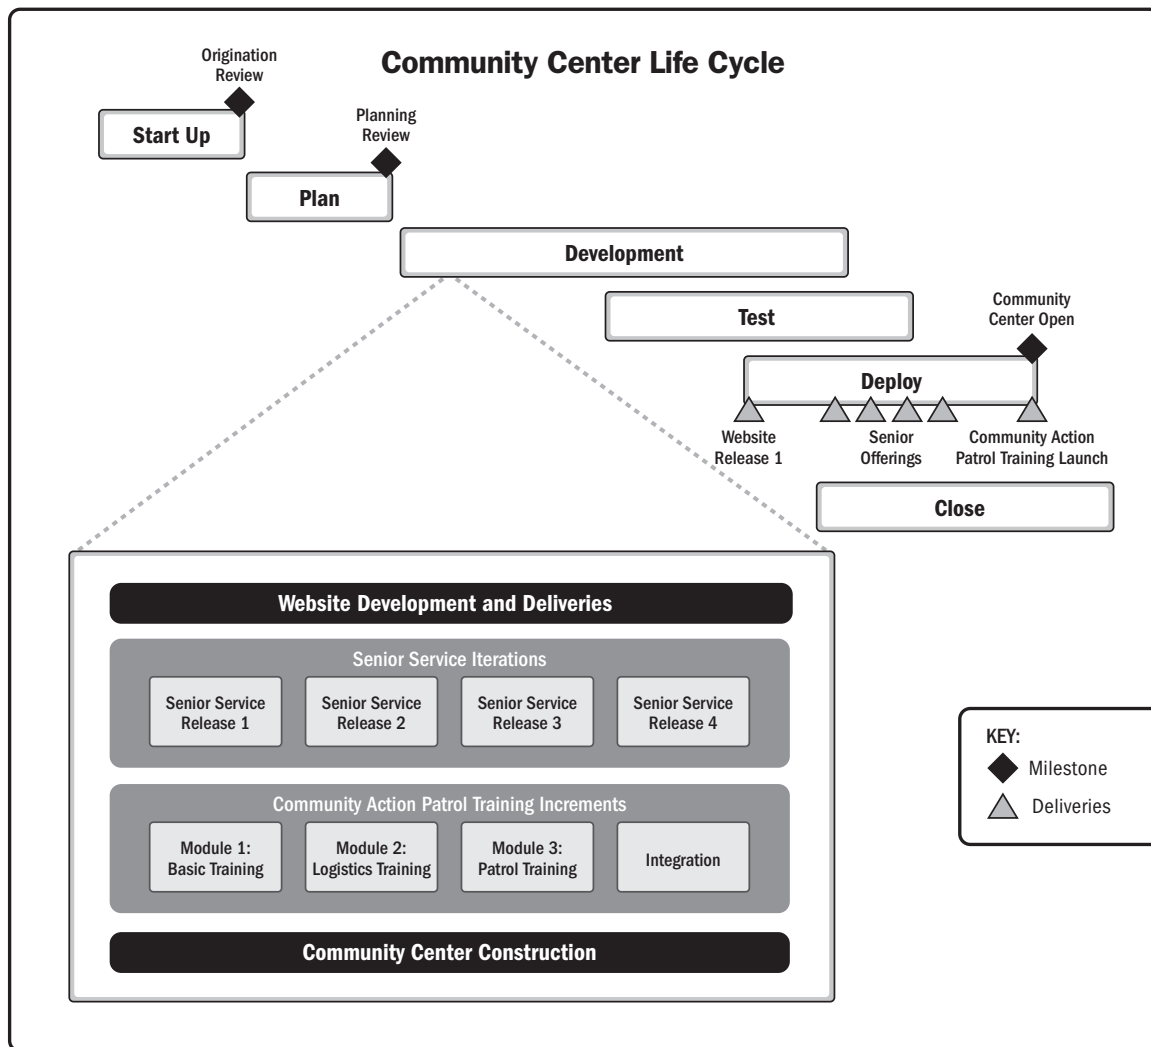 Community Center Life Cycle
Origination
Review
Start Up
Planning
Review
Plan
Development
Test
Community
Center Open
Deploy
Website
Release 1
Senior
Offerings
Community Action
Patrol Training Launch
Close
Website Development and Deliveries
Senior Service Iterations
Senior Service
Release 1
Senior Service
Release 2
Senior Service
Release 3
Senior Service
Release 4
Community Action Patrol Training Increments
Module 1:
Basic Training
Module 2:
Logistics Training
Module 3:
Patrol Training
Integration
Community Center Construction
KEY:
Milestone
Deliveries